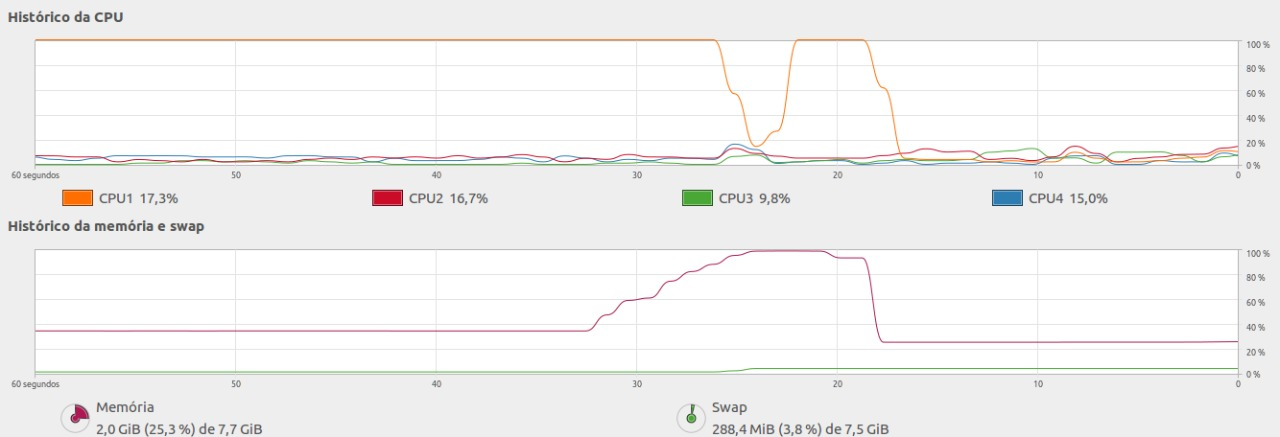 Histórico da CPU
100 %
80 %
60 %
40 %
20 %
0 %
60 segundos 50 40 30 20 10 0
CPU1 17,3% CPU2 16,7% CPU3 9,8% CPU4 15,0%
Histórico da memória e swap
100 %
80 %
60 %
40 %
20 %
0 %
60 segundos 50 40 30 20 10 0
Memória Swap
2,0 GiB (25,3 %) de 7,7 GiB 288,4 MiB (3,8 %) de 7,5 GiB